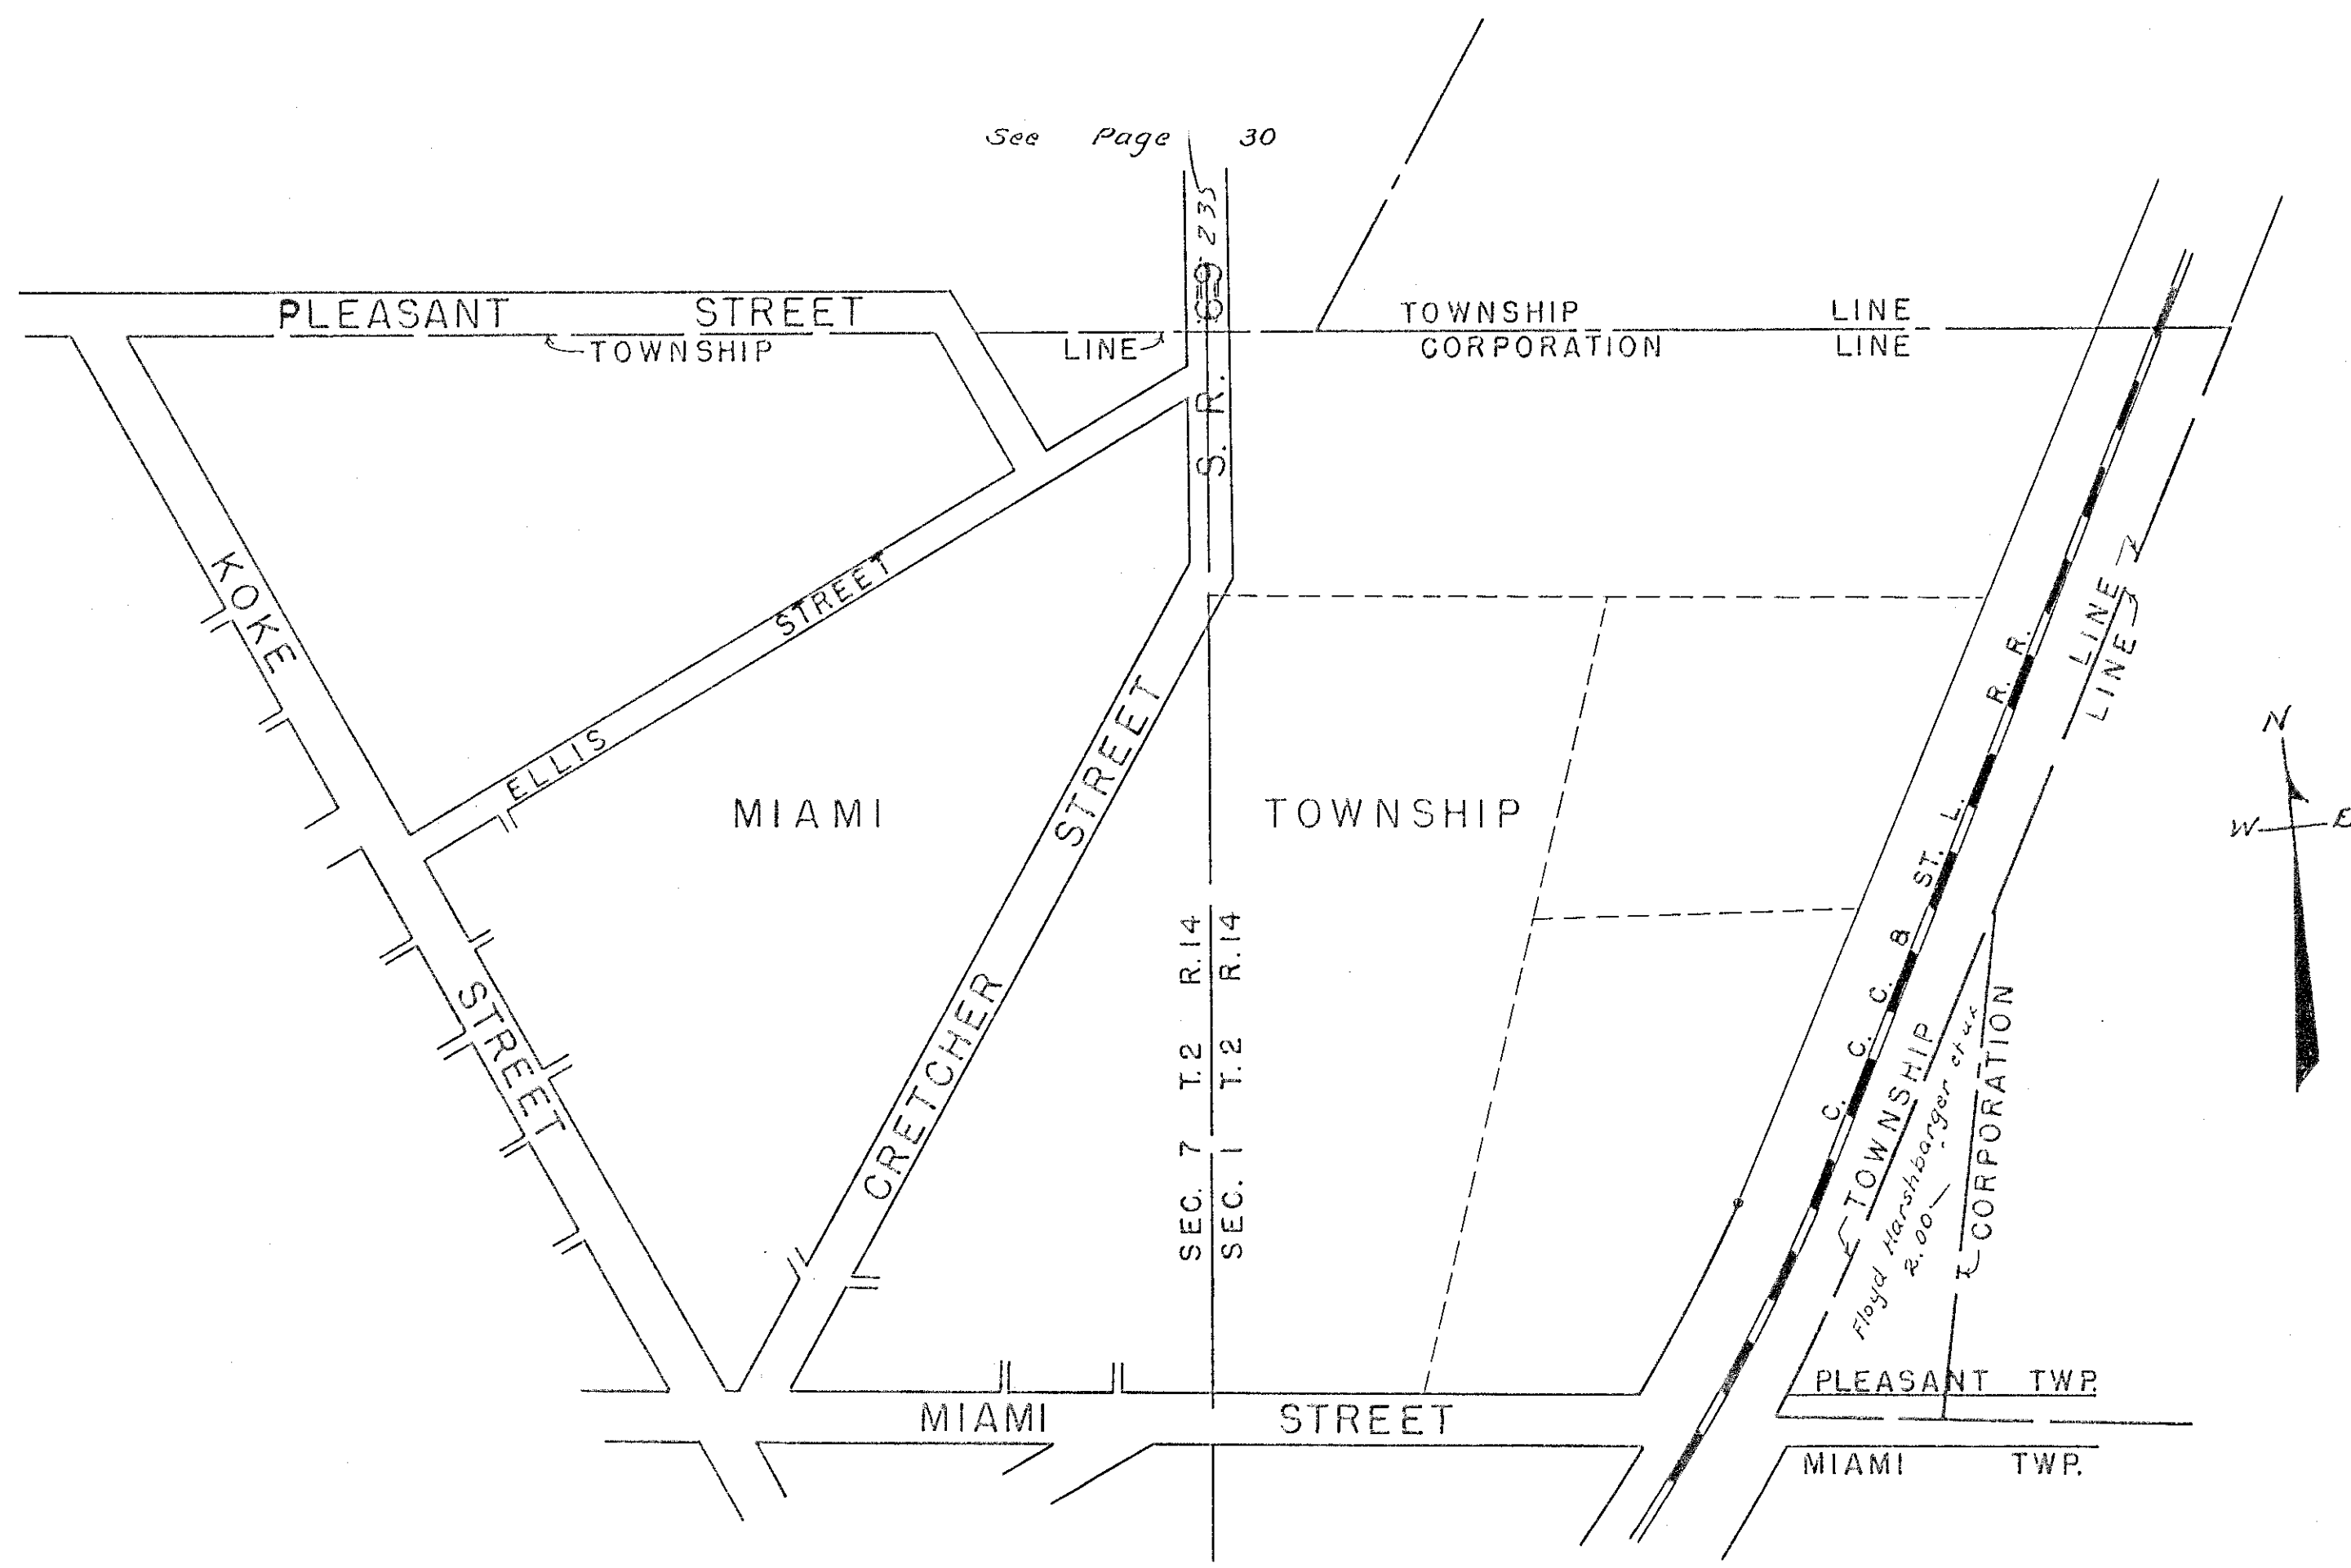 See Page 30
S. R. 235
PLEASANT STREET
TOWNSHIP LINE
TOWNSHIP LINE
CORPORATION LINE
KOKE STREET
ELLIS STREET
CRETCHER STREET
MIAMI TOWNSHIP
SEC. 7 T.2 R.14
SEC. 1 T.2 R.14
C. C. C. & ST. L. R. R.
TOWNSHIP LINE
CORPORATION LINE
Floyd Harshbarger et ux
2.00
N
W E
MIAMI STREET
PLEASANT TWP.
MIAMI TWP.